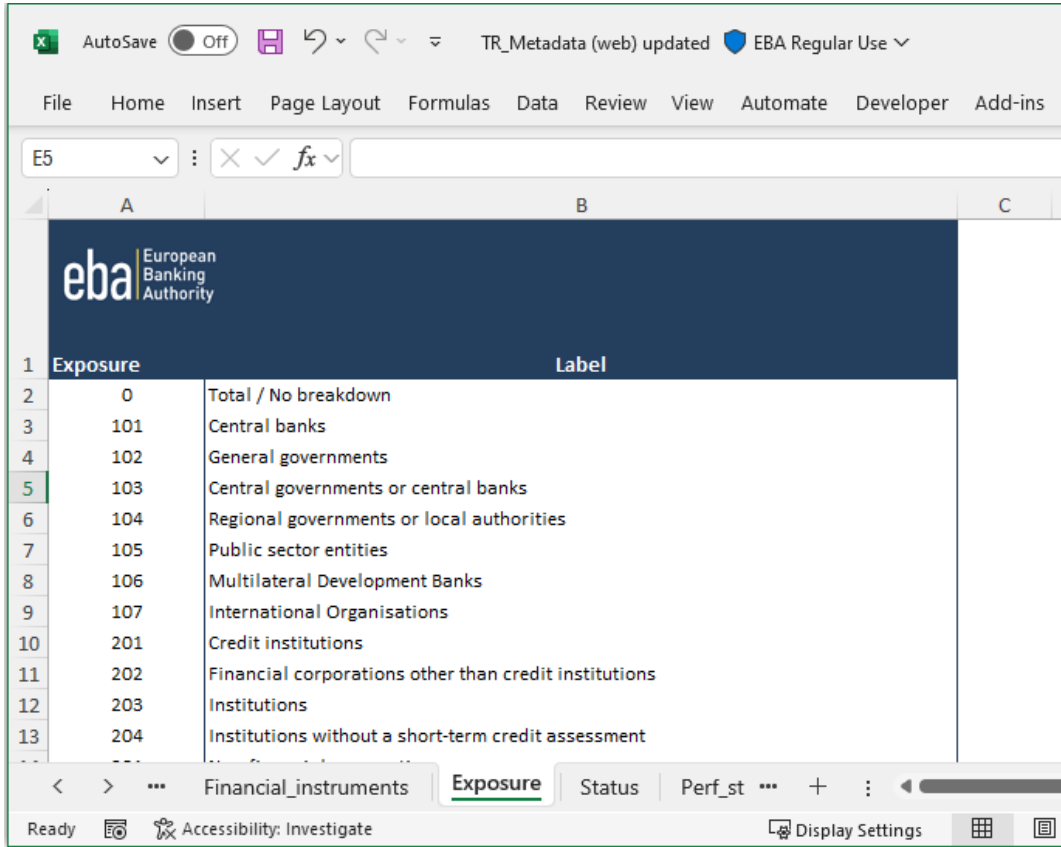 AutoSave Off TR_Metadata (web) updated EBA Regular Use
File Home Insert Page Layout Formulas Data Review View Automate Developer Add-ins
E5 fx
A B C
eba European
Banking
Authority
1 Exposure Label
2 0 Total / No breakdown
3 101 Central banks
4 102 General governments
5 103 Central governments or central banks
6 104 Regional governments or local authorities
7 105 Public sector entities
8 106 Multilateral Development Banks
9 107 International Organisations
10 201 Credit institutions
11 202 Financial corporations other than credit institutions
12 203 Institutions
13 204 Institutions without a short-term credit assessment
Financial_instruments Exposure Status Perf_st
Ready Accessibility: Investigate Display Settings